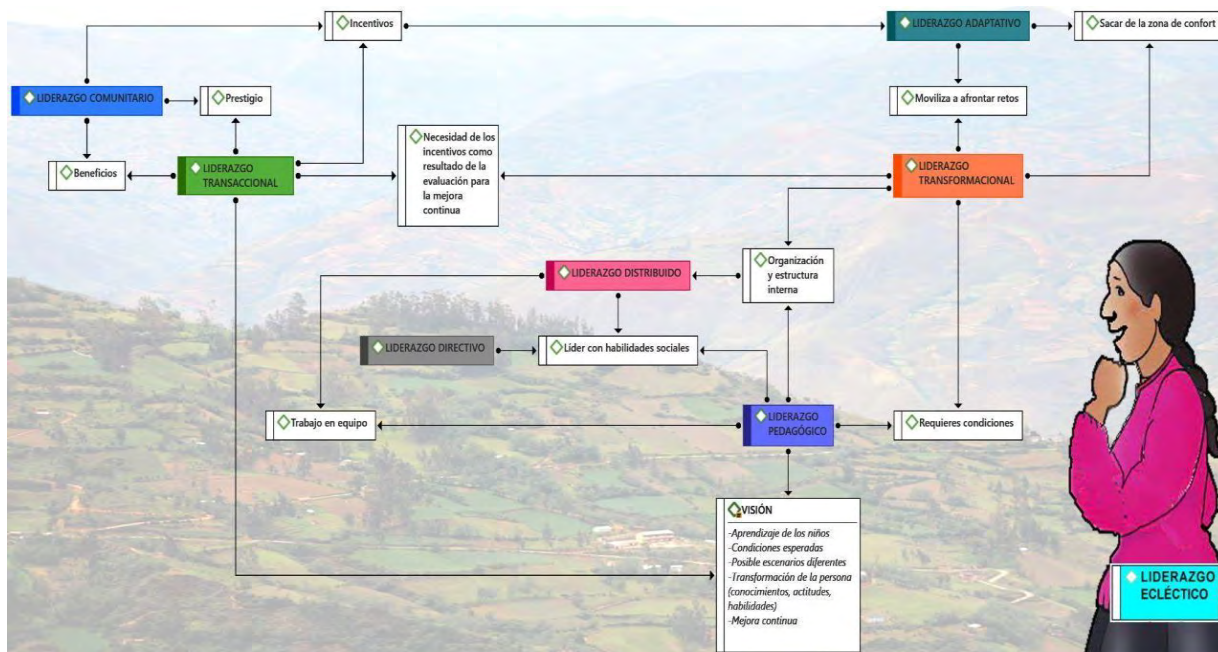 Incentivos
LIDERAZGO ADAPTATIVO
Sacar de la zona de confort
LIDERAZGO COMUNITARIO
Prestigio
Moviliza a afrontar retos
Beneficios
LIDERAZGO
TRANSACCIONAL
Necesidad de los
incentivos como
resultado de la
evaluación para
la mejora
continua
LIDERAZGO
TRANSFORMACIONAL
LIDERAZGO DISTRIBUIDO
Organización
y estructura
interna
LIDERAZGO DIRECTIVO
Líder con habilidades sociales
Trabajo en equipo
LIDERAZGO
PEDAGÓGICO
Requieres condiciones
VISIÓN
-Aprendizaje de los niños
-Condiciones esperadas
-Posible escenarios diferentes
-Transformación de la persona
(conocimientos, actitudes,
habilidades)
-Mejora continua
LIDERAZGO
ECLÉCTICO